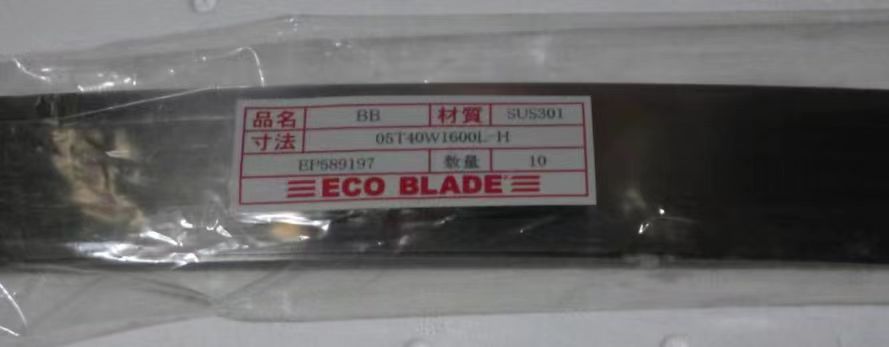 品名 BB 材質 SUS301
寸法 05T40W1600L-H
EP589197 数量 10
ECO BLADE